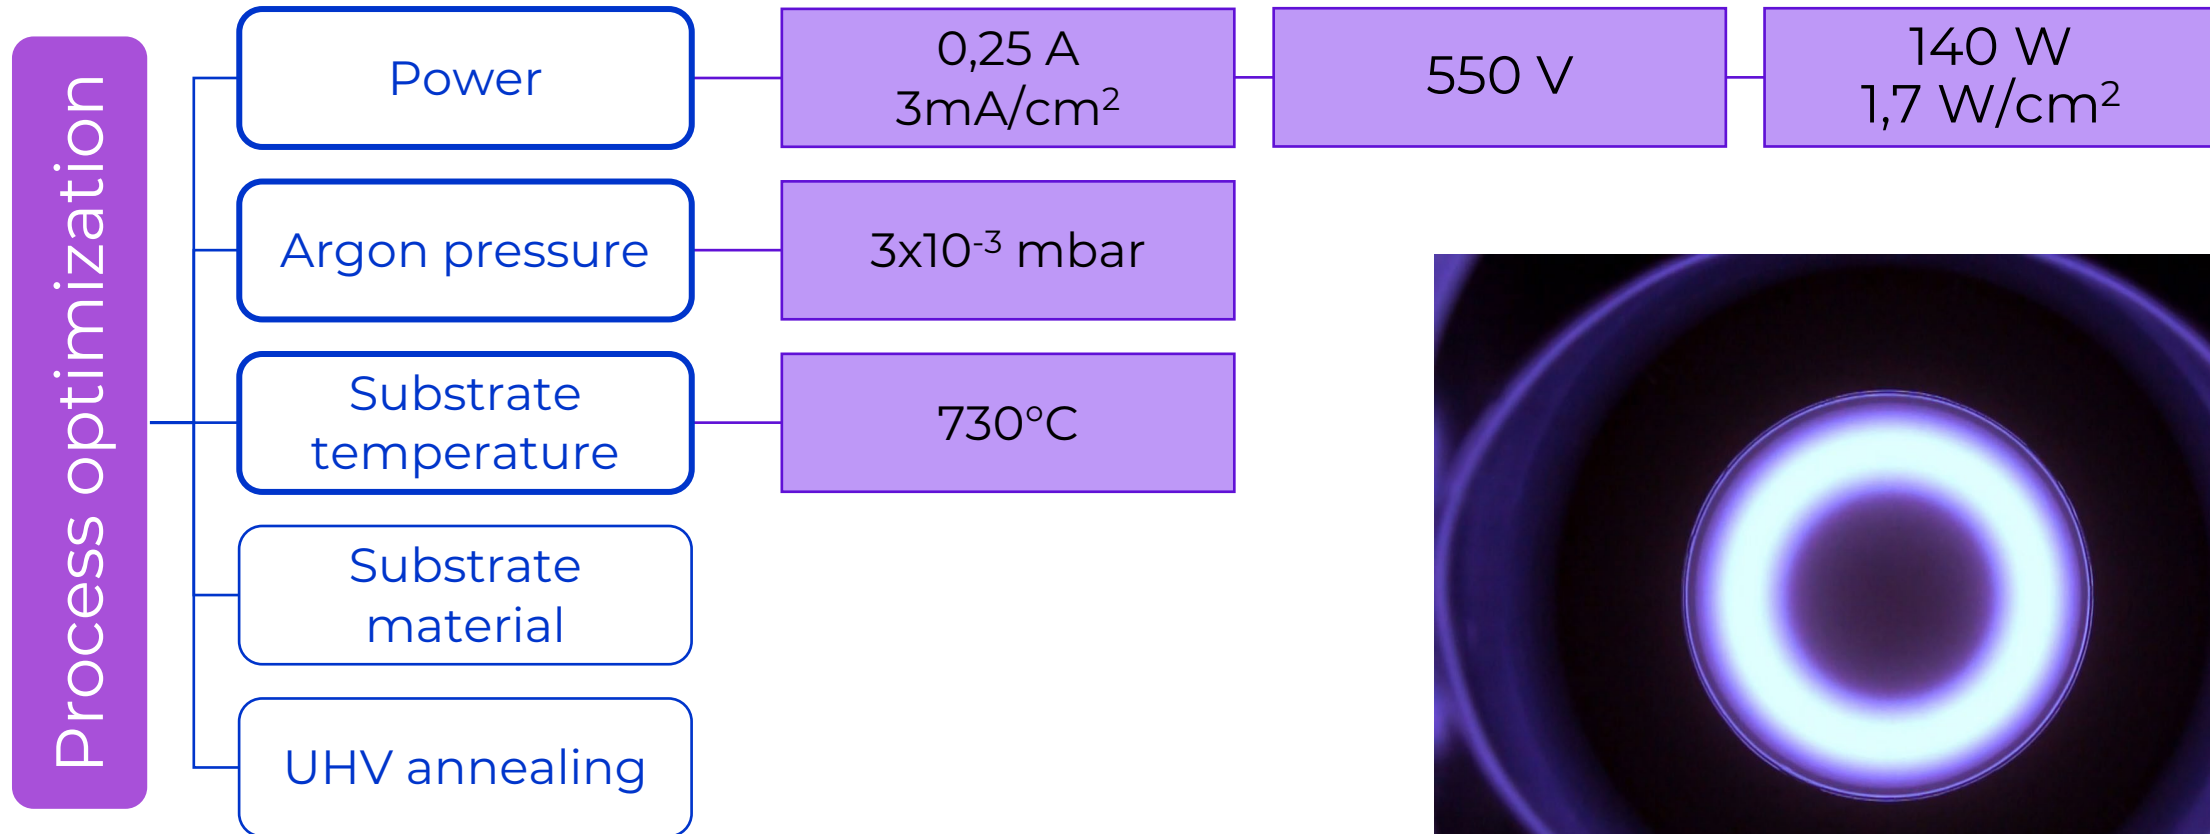 Process optimization
Power
0,25 A
3mA/cm²
550 V
140 W
1,7 W/cm²
Argon pressure
3x10⁻³ mbar
Substrate
temperature
730°C
Substrate
material
UHV annealing